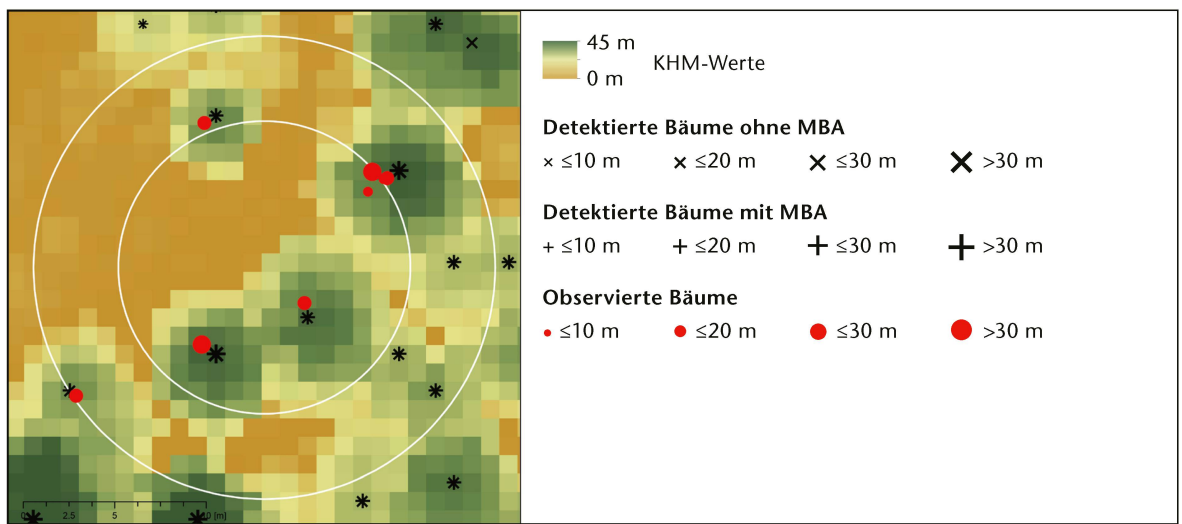 45 m
0 m
KHM-Werte
Detektierte Bäume ohne MBA
≤10 m ≤20 m ≤30 m >30 m
Detektierte Bäume mit MBA
≤10 m ≤20 m ≤30 m >30 m
Observierte Bäume
≤10 m ≤20 m ≤30 m >30 m
0 2.5 5 [m]